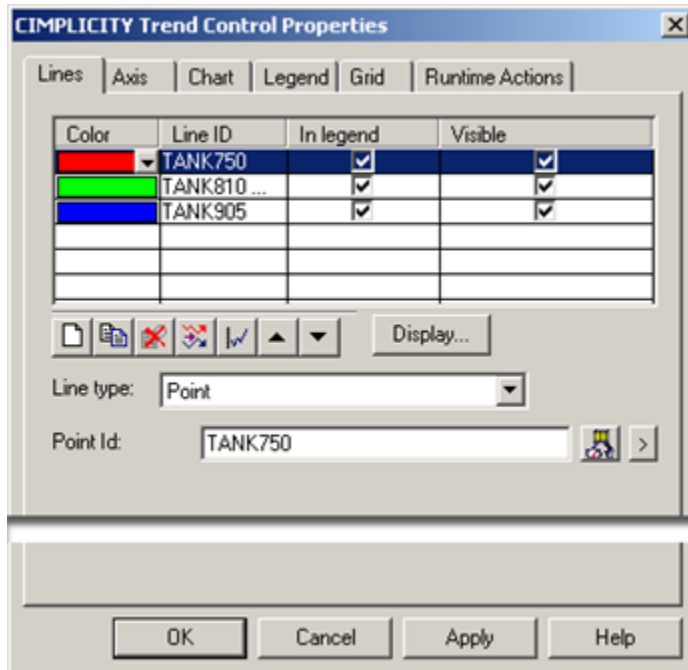 CIMPLICITY Trend Control Properties
Lines Axis Chart Legend Grid Runtime Actions
Color Line ID In legend Visible
TANK750
TANK810 ...
TANK905
Display...
Line type: Point
Point Id: TANK750 >
OK Cancel Apply Help